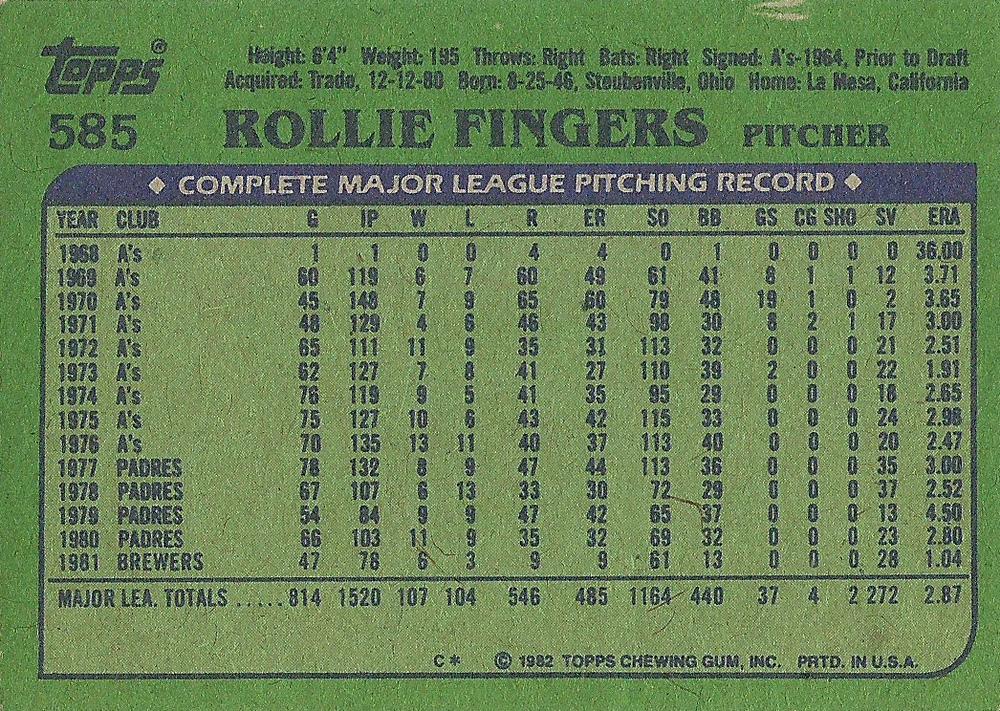 Topps®
Height: 6'4" Weight: 195 Throws: Right Bats: Right Signed: A's-1964, Prior to Draft
Acquired: Trade, 12-12-80 Born: 8-25-46, Steubenville, Ohio Home: La Mesa, California
585 ROLLIE FINGERS PITCHER
◆ COMPLETE MAJOR LEAGUE PITCHING RECORD ◆
YEAR CLUB G IP W L R ER SO BB GS CG SHO SV ERA
1968 A's 1 1 0 0 4 4 0 1 0 0 0 0 36.00
1969 A's 60 119 6 7 60 49 61 41 8 1 1 12 3.71
1970 A's 45 148 7 9 65 60 79 48 19 1 0 2 3.65
1971 A's 48 129 4 6 46 43 98 30 8 2 1 17 3.00
1972 A's 65 111 11 9 35 31 113 32 0 0 0 21 2.51
1973 A's 62 127 7 8 41 27 110 39 2 0 0 22 1.91
1974 A's 76 119 9 5 41 35 95 29 0 0 0 18 2.65
1975 A's 75 127 10 6 43 42 115 33 0 0 0 24 2.98
1976 A's 70 135 13 11 40 37 113 40 0 0 0 20 2.47
1977 PADRES 78 132 8 9 47 44 113 36 0 0 0 35 3.00
1978 PADRES 67 107 6 13 33 30 72 29 0 0 0 37 2.52
1979 PADRES 54 84 9 9 47 42 65 37 0 0 0 13 4.50
1980 PADRES 66 103 11 9 35 32 69 32 0 0 0 23 2.80
1981 BREWERS 47 78 6 3 9 9 61 13 0 0 0 28 1.04
MAJOR LEA. TOTALS ..... 814 1520 107 104 546 485 1164 440 37 4 2 272 2.87
C* © 1982 TOPPS CHEWING GUM, INC. PRTD. IN U.S.A.